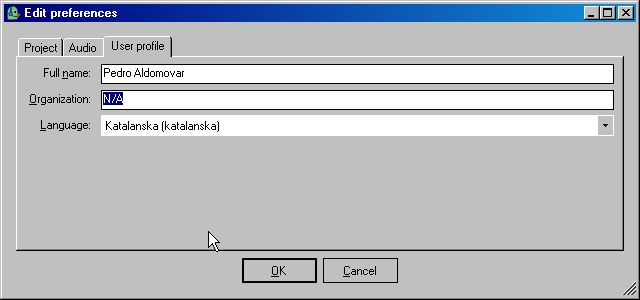 Edit preferences
Project Audio User profile
Full name: Pedro Aldomovar
Organization: N/A
Language: Katalanska (katalanska)
OK Cancel